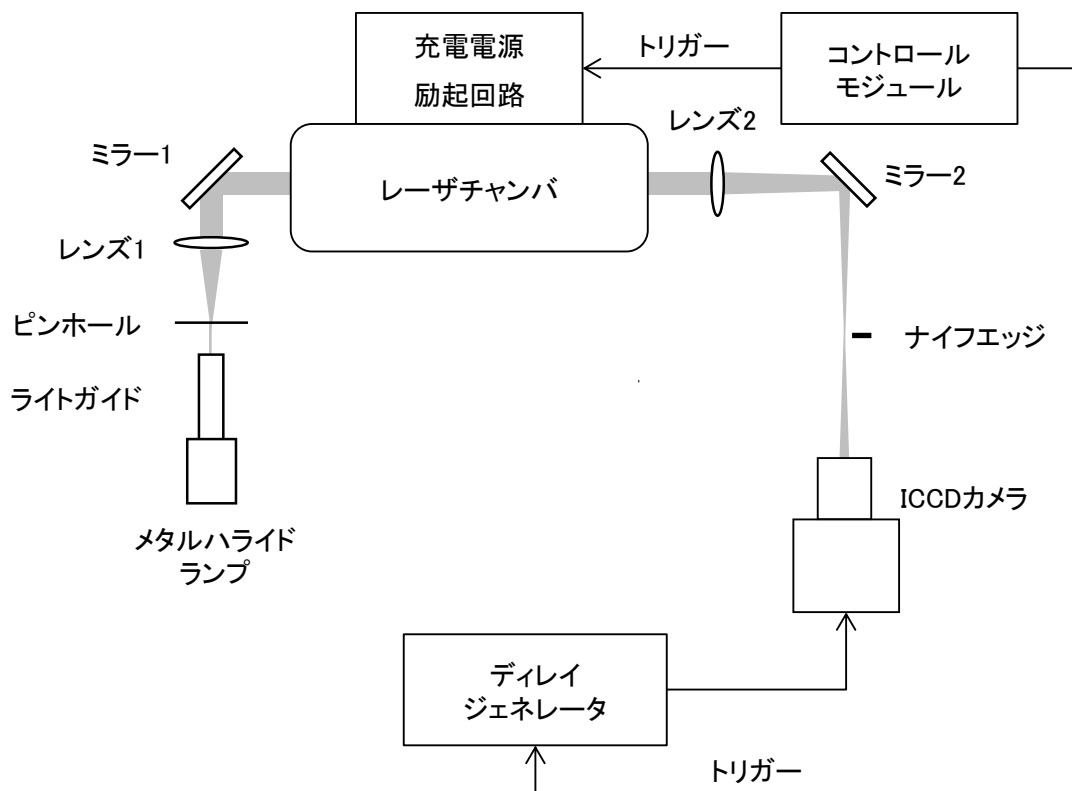 充電電源
励起回路
トリガー
コントロール
モジュール
レンズ2
ミラー1
レーザチャンバ
ミラー2
レンズ1
ピンホール
ナイフエッジ
ライトガイド
ICCDカメラ
メタルハライド
ランプ
ディレイ
ジェネレータ
トリガー